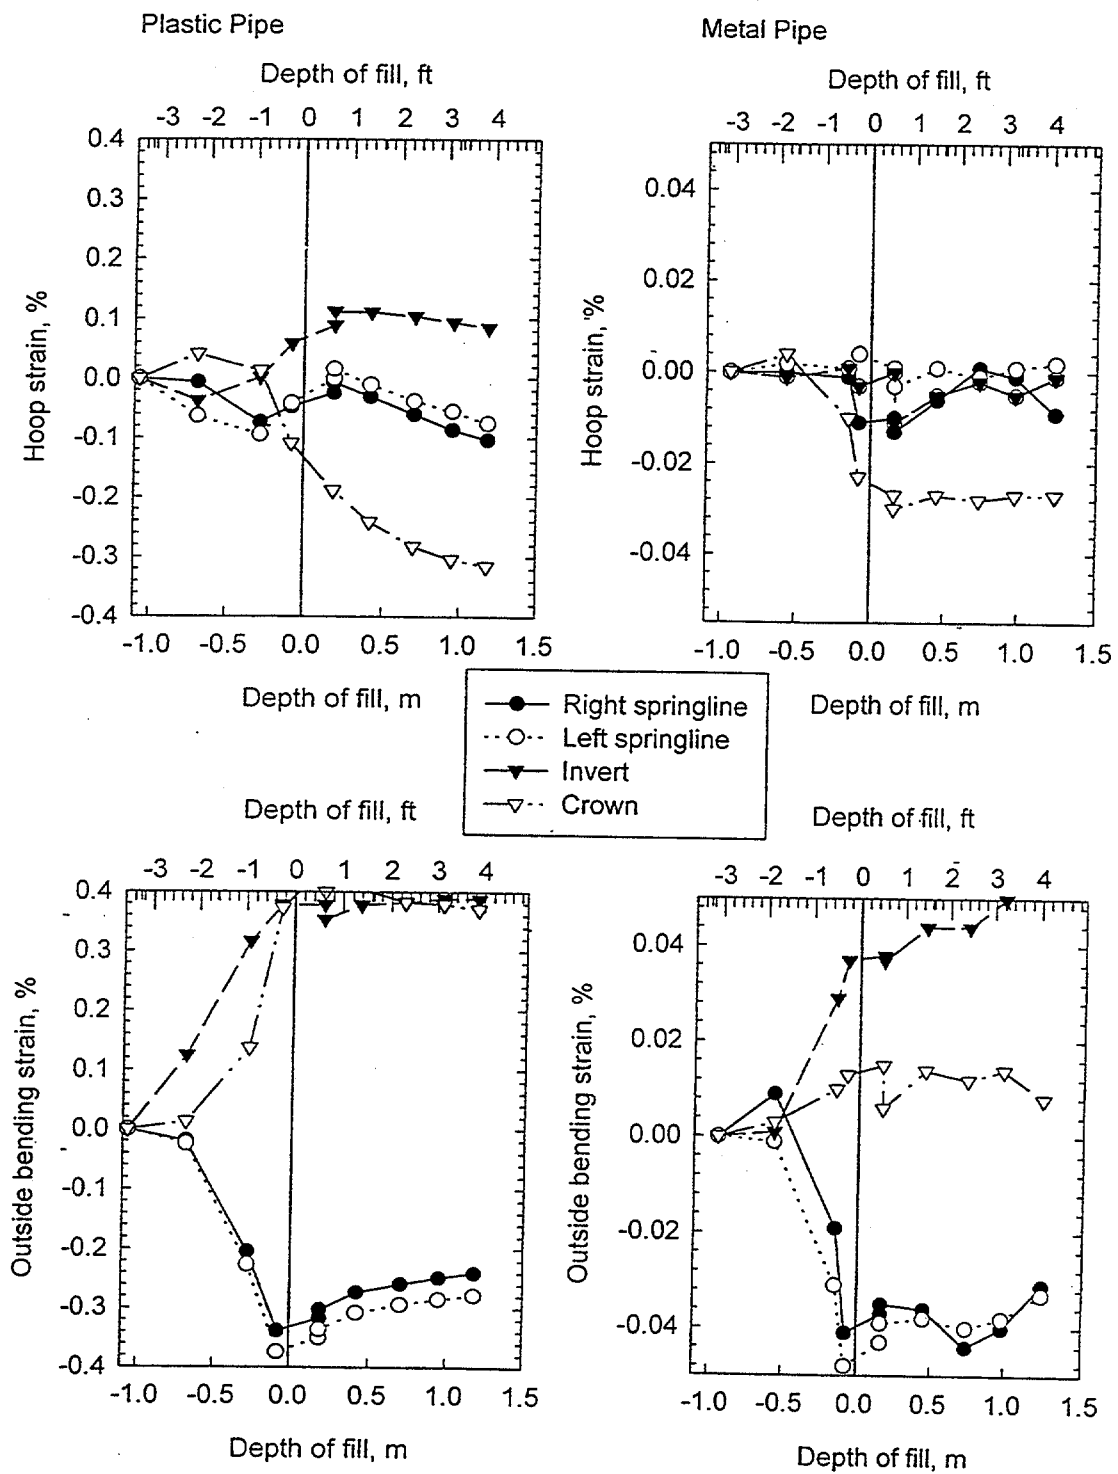 Plastic Pipe
Metal Pipe
Depth of fill, ft
-3 -2 -1 0 1 2 3 4
0.4
0.3
0.2
0.1
0.0
-0.1
-0.2
-0.3
-0.4
Hoop strain, %
-1.0 -0.5 0.0 0.5 1.0 1.5
Depth of fill, m
Depth of fill, ft
-3 -2 -1 0 1 2 3 4
0.04
0.02
0.00
-0.02
-0.04
Hoop strain, %
-1.0 -0.5 0.0 0.5 1.0 1.5
Depth of fill, m
Right springline
Left springline
Invert
Crown
Depth of fill, ft
-3 -2 -1 0 1 2 3 4
0.4
0.3
0.2
0.1
0.0
-0.1
-0.2
-0.3
-0.4
Outside bending strain, %
-1.0 -0.5 0.0 0.5 1.0 1.5
Depth of fill, m
Depth of fill, ft
-3 -2 -1 0 1 2 3 4
0.04
0.02
0.00
-0.02
-0.04
Outside bending strain, %
-1.0 -0.5 0.0 0.5 1.0 1.5
Depth of fill, m